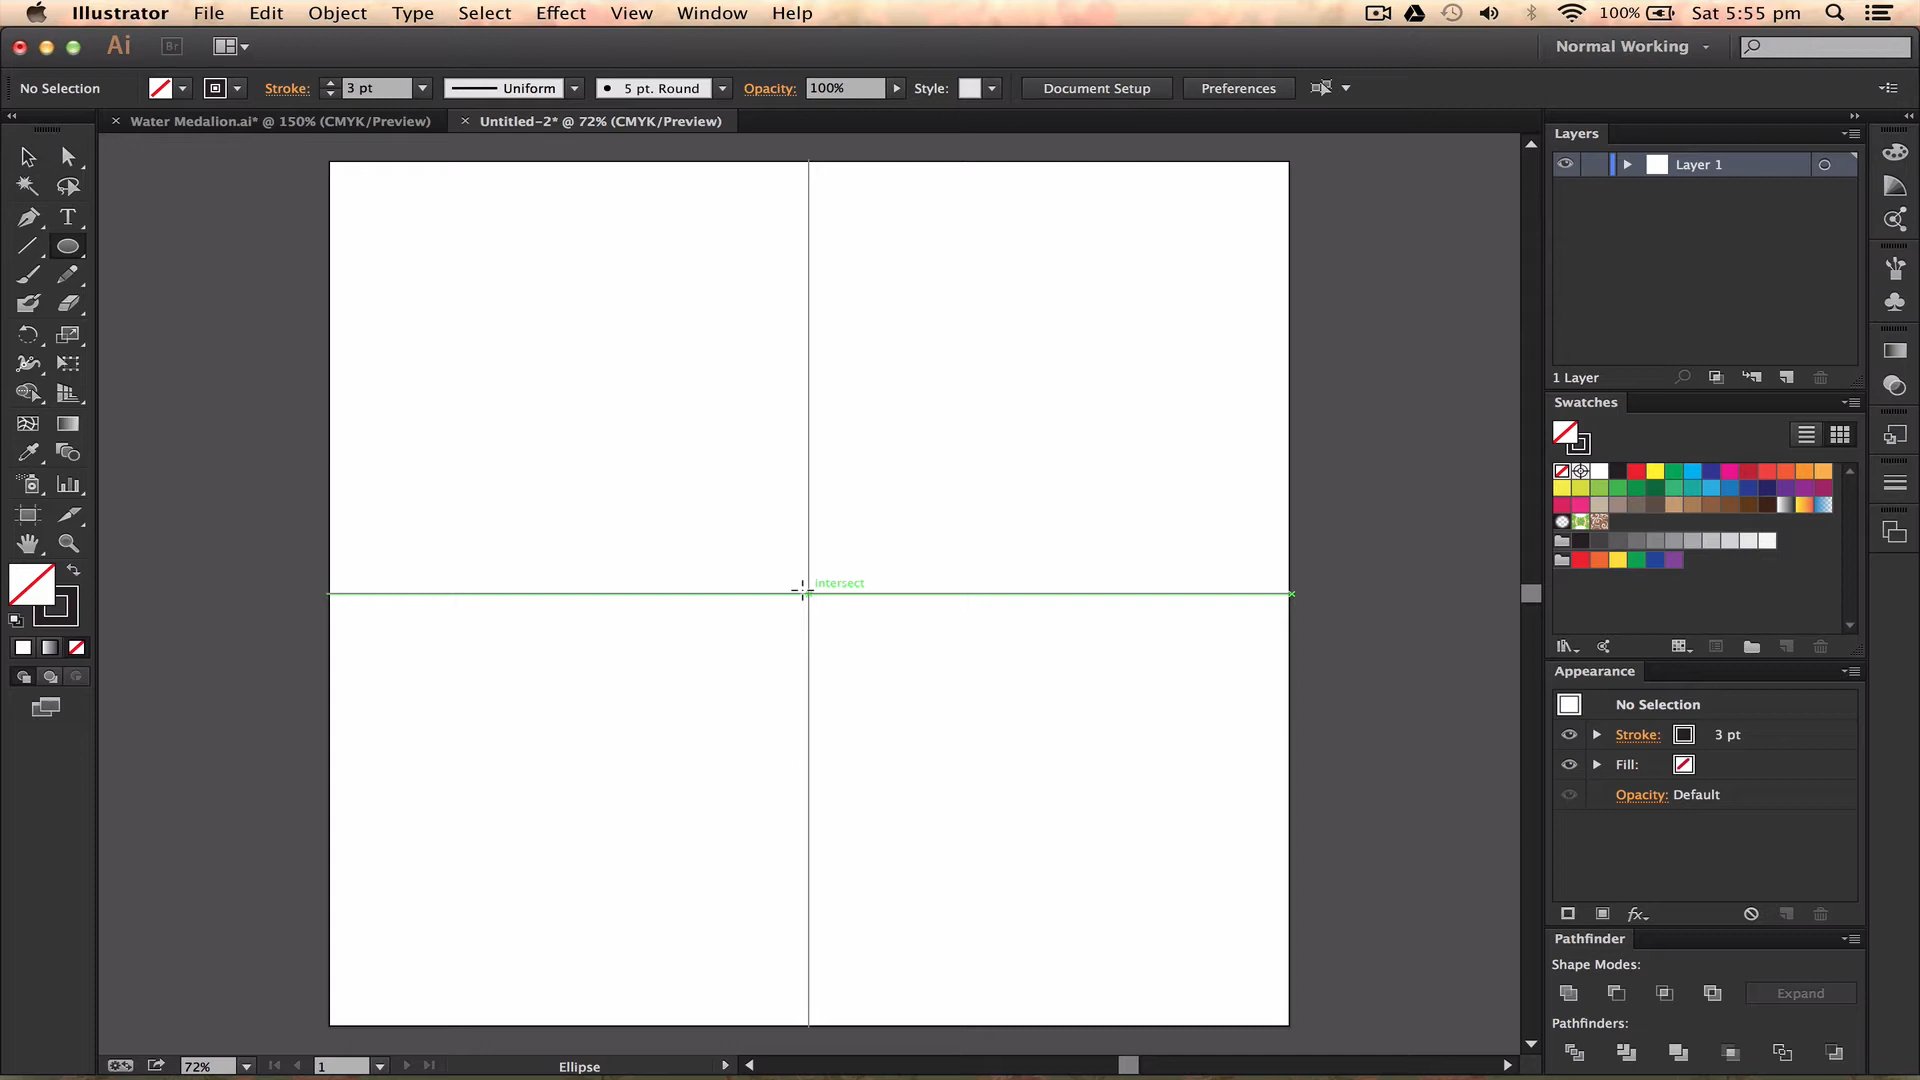 Illustrator File Edit Object Type Select Effect View Window Help 100% Sat 5:55 pm
Ai Br Normal Working
No Selection Stroke: 3 pt Uniform 5 pt. Round Opacity: 100% Style: Document Setup Preferences
Water Medalion.ai* @ 150% (CMYK/Preview) Untitled-2* @ 72% (CMYK/Preview)
Layers
Layer 1
1 Layer
Swatches
intersect
Appearance
No Selection
Stroke: 3 pt
Fill:
Opacity: Default
fx
Pathfinder
Shape Modes:
Expand
Pathfinders:
72% 1 Ellipse